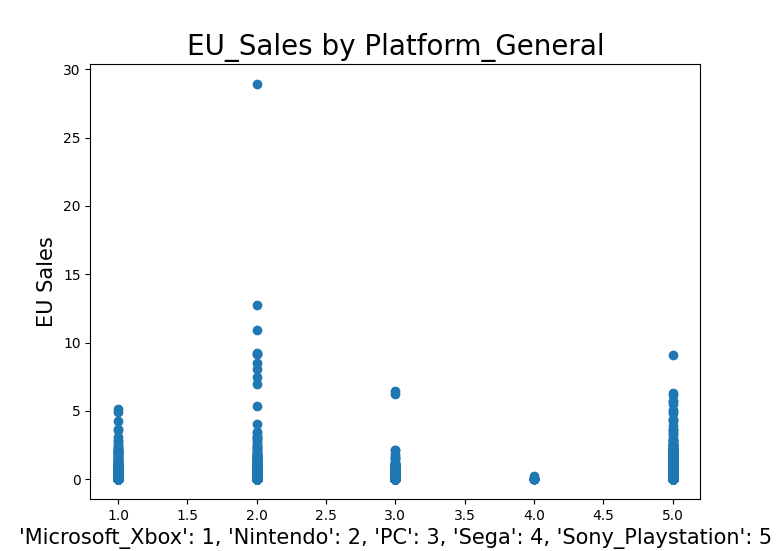 EU_Sales by Platform_General
30
25
20
15
10
5
0
EU Sales
1.0 1.5 2.0 2.5 3.0 3.5 4.0 4.5 5.0
'Microsoft_Xbox': 1, 'Nintendo': 2, 'PC': 3, 'Sega': 4, 'Sony_Playstation': 5